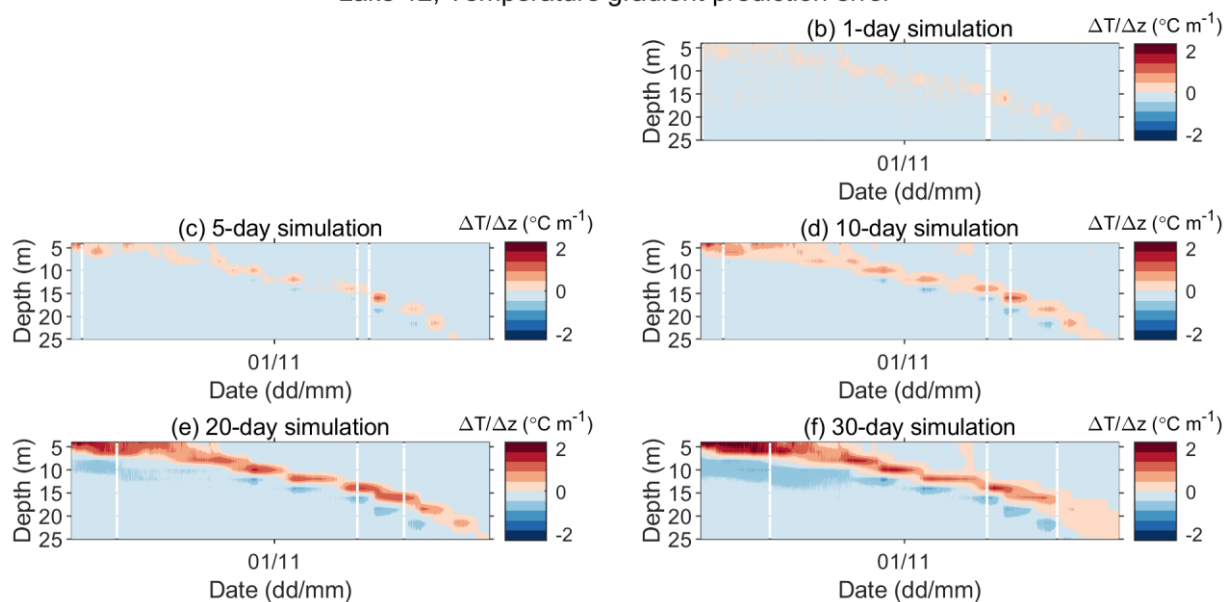 (b) 1-day simulation
ΔT/Δz (°C m⁻¹)
Depth (m)
5
10
15
20
25
2
0
-2
01/11
Date (dd/mm)
(c) 5-day simulation
ΔT/Δz (°C m⁻¹)
Depth (m)
5
10
15
20
25
2
0
-2
01/11
Date (dd/mm)
(d) 10-day simulation
ΔT/Δz (°C m⁻¹)
Depth (m)
5
10
15
20
25
2
0
-2
01/11
Date (dd/mm)
(e) 20-day simulation
ΔT/Δz (°C m⁻¹)
Depth (m)
5
10
15
20
25
2
0
-2
01/11
Date (dd/mm)
(f) 30-day simulation
ΔT/Δz (°C m⁻¹)
Depth (m)
5
10
15
20
25
2
0
-2
01/11
Date (dd/mm)